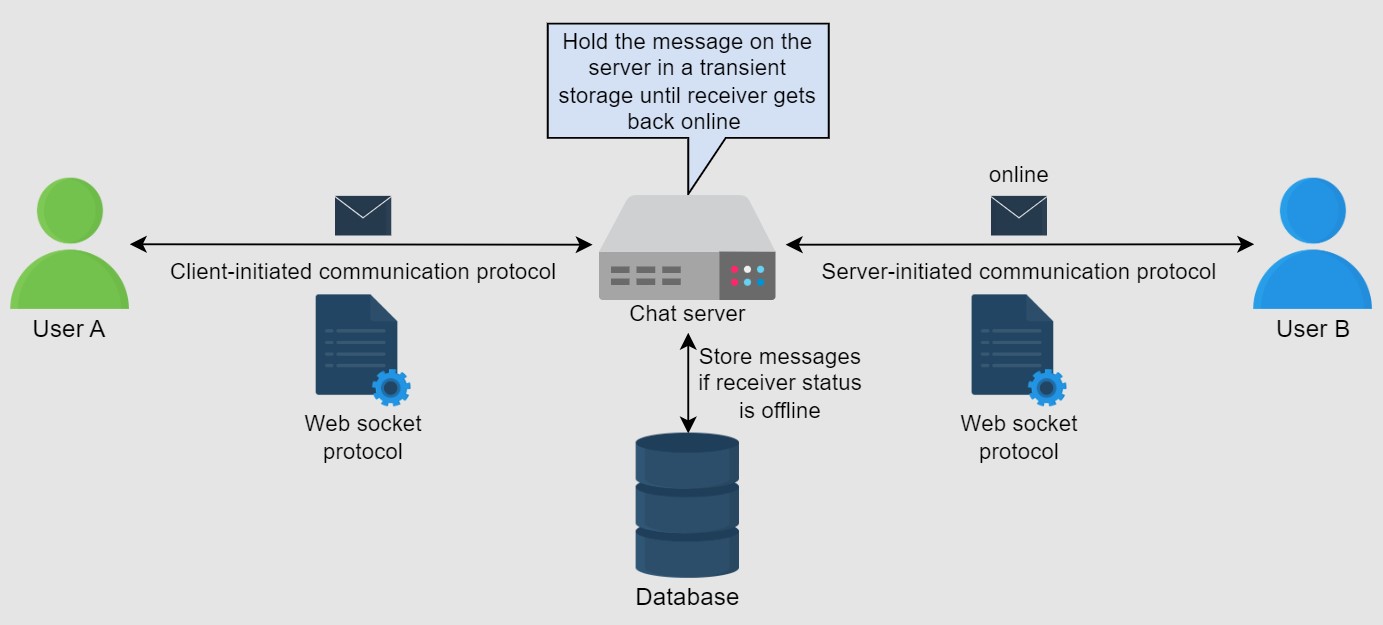 Hold the message on the
server in a transient
storage until receiver gets
back online
online
Client-initiated communication protocol
Server-initiated communication protocol
User A
Chat server
User B
Store messages
if receiver status
is offline
Web socket
protocol
Web socket
protocol
Database